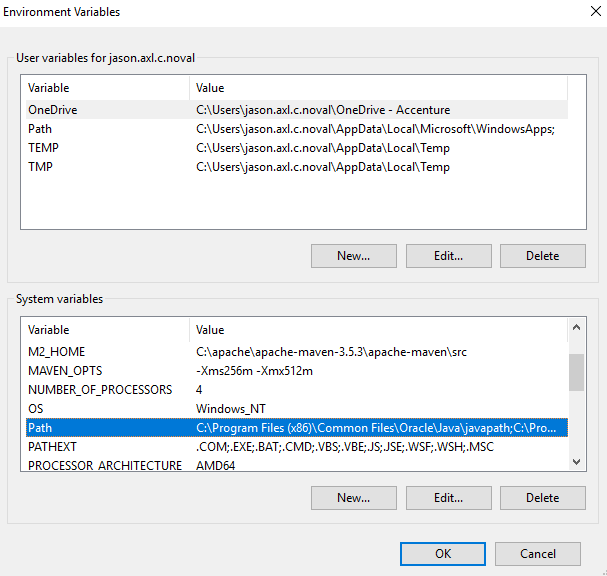 Environment Variables
User variables for jason.axl.c.noval
Variable Value
OneDrive C:\Users\jason.axl.c.noval\OneDrive - Accenture
Path C:\Users\jason.axl.c.noval\AppData\Local\Microsoft\WindowsApps;
TEMP C:\Users\jason.axl.c.noval\AppData\Local\Temp
TMP C:\Users\jason.axl.c.noval\AppData\Local\Temp
New... Edit... Delete
System variables
Variable Value
M2_HOME C:\apache\apache-maven-3.5.3\apache-maven\src
MAVEN_OPTS -Xms256m -Xmx512m
NUMBER_OF_PROCESSORS 4
OS Windows_NT
Path C:\Program Files (x86)\Common Files\Oracle\Java\javapath;C:\Pro...
PATHEXT .COM;.EXE;.BAT;.CMD;.VBS;.VBE;.JS;.JSE;.WSF;.WSH;.MSC
PROCESSOR_ARCHITECTURE AMD64
New... Edit... Delete
OK Cancel